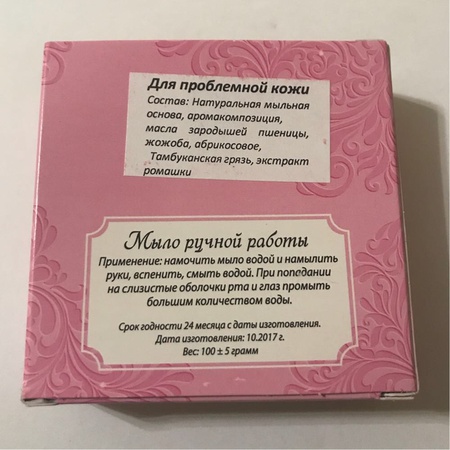 Для проблемной кожи
Состав: Натуральная мыльная
основа, аромакомпозиция,
масла зародышей пшеницы,
жожоба, абрикосовое,
Тамбуканская грязь, экстракт
ромашки
Мыло ручной работы
Применение: намочить мыло водой и намылить
руки, вспенить, смыть водой. При попедании
на слизистые оболочки рта и глаз промыть
большим количеством воды.
Срок годности 24 месяца с даты изготовления.
Дата изготовления: 10.2017 г.
Вес: 100 ± 5 грамм